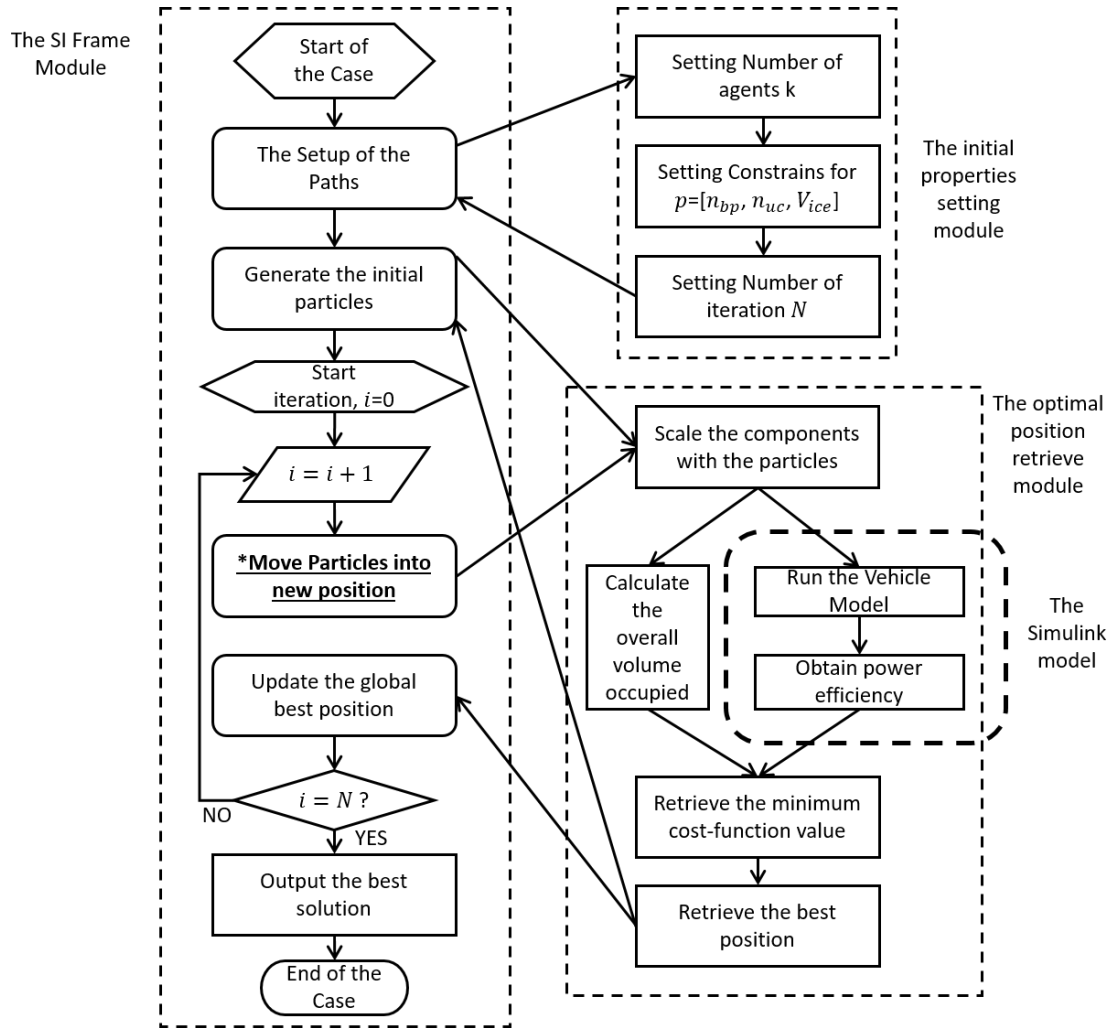 The SI Frame
Module
Start of
the Case
The Setup of the
Paths
Generate the initial
particles
Start
iteration, i=0
i = i + 1
*Move Particles into
new position
Update the global
best position
i = N ?
NO
YES
Output the best
solution
End of the
Case
Setting Number of
agents k
Setting Constrains for
p=[n_bp, n_uc, V_ice]
Setting Number of
iteration N
The initial
properties
setting
module
Scale the components
with the particles
The optimal
position
retrieve
module
Calculate
the
overall
volume
occupied
Run the Vehicle
Model
Obtain power
efficiency
The
Simulink
model
Retrieve the minimum
cost-function value
Retrieve the best
position